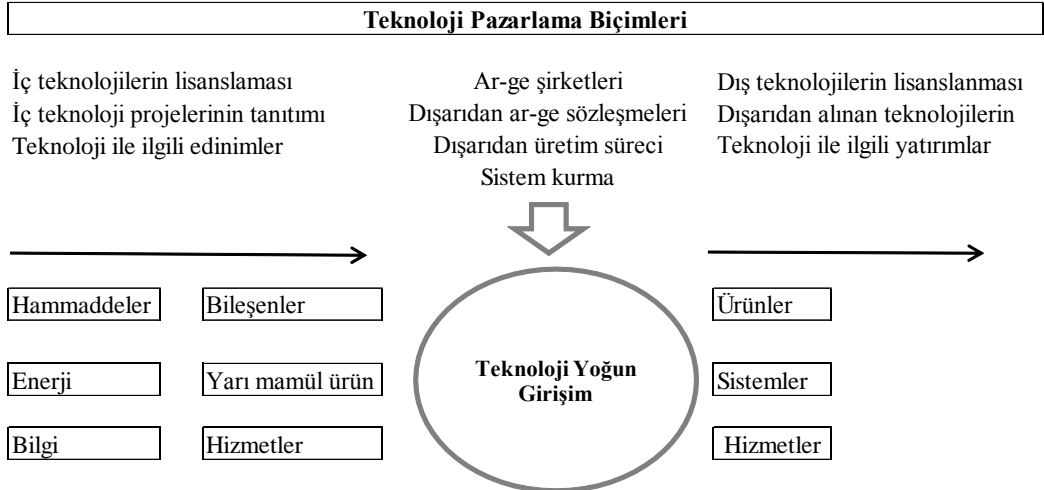 Teknoloji Pazarlama Biçimleri
İç teknolojilerin lisanslaması
İç teknoloji projelerinin tanıtımı
Teknoloji ile ilgili edinimler
Ar-ge şirketleri
Dışarıdan ar-ge sözleşmeleri
Dışarıdan üretim süreci
Sistem kurma
Dış teknolojilerin lisanslanması
Dışarıdan alınan teknolojilerin
Teknoloji ile ilgili yatırımlar
Hammaddeler
Bileşenler
Enerji
Yarı mamül ürün
Bilgi
Hizmetler
Teknoloji Yoğun
Girişim
Ürünler
Sistemler
Hizmetler